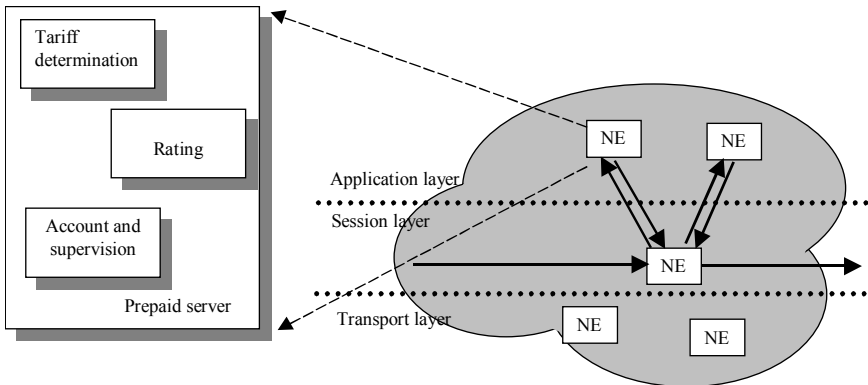 Tariff
determination
Rating
Account and
supervision
Prepaid server
NE
NE
Application layer
Session layer
NE
Transport layer
NE
NE